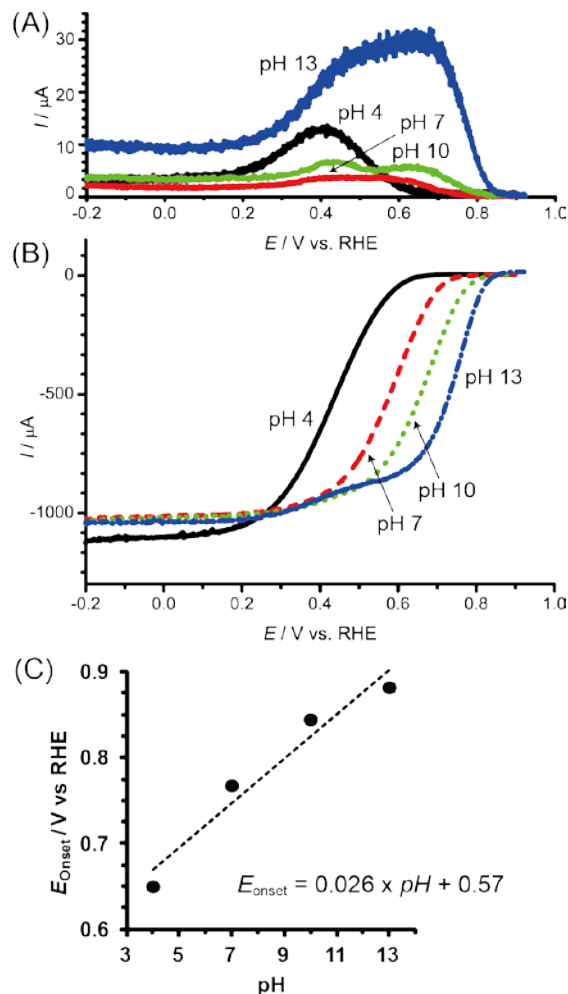 (A)
30
20
10
0
I / µA
pH 13
pH 4
pH 7
pH 10
-0.2 0.0 0.2 0.4 0.6 0.8 1.0
E / V vs. RHE
(B)
0
-500
-1000
I / µA
pH 4
pH 13
pH 10
pH 7
-0.2 0.0 0.2 0.4 0.6 0.8 1.0
E / V vs. RHE
(C)
0.9
0.8
0.7
0.6
E_Onset / V vs RHE
E_onset = 0.026 x pH + 0.57
3 5 7 9 11 13
pH